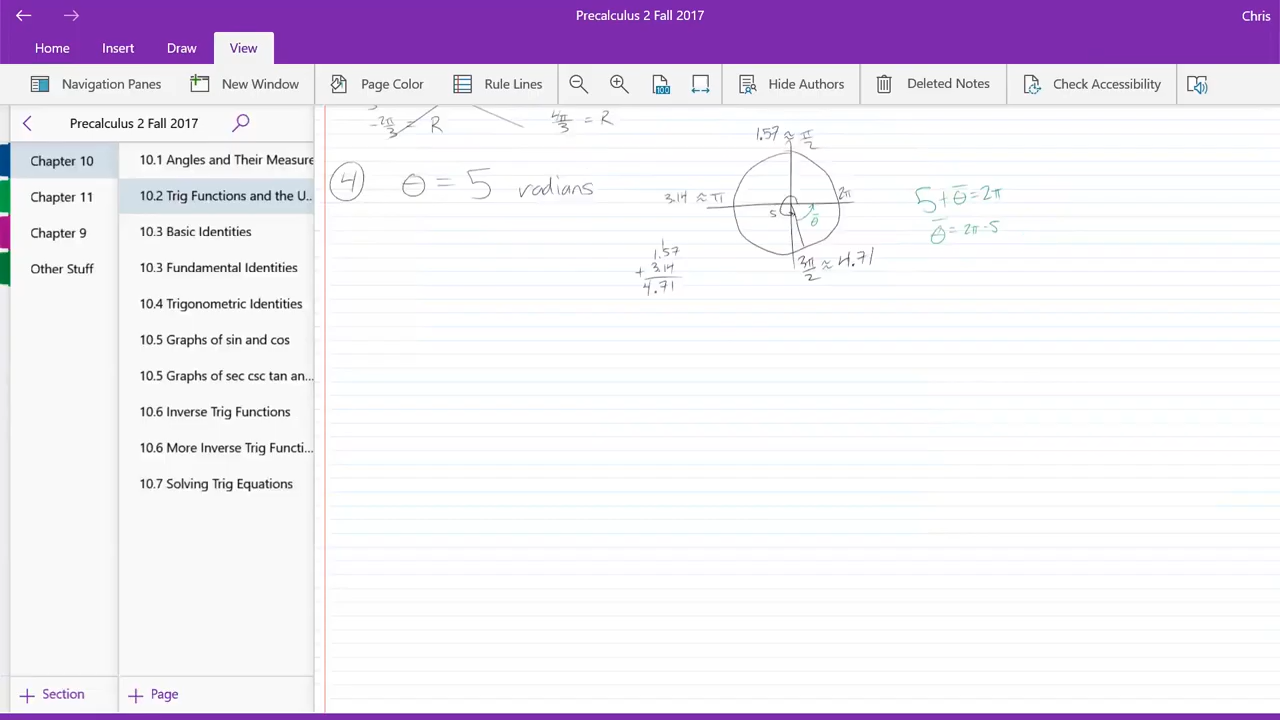 Precalculus 2 Fall 2017
Chris
Home Insert Draw View
Navigation Panes New Window Page Color Rule Lines 100 Hide Authors Deleted Notes Check Accessibility
Precalculus 2 Fall 2017
Chapter 10
Chapter 11
Chapter 9
Other Stuff
10.1 Angles and Their Measure
10.2 Trig Functions and the U...
10.3 Basic Identities
10.3 Fundamental Identities
10.4 Trigonometric Identities
10.5 Graphs of sin and cos
10.5 Graphs of sec csc tan an...
10.6 Inverse Trig Functions
10.6 More Inverse Trig Functi...
10.7 Solving Trig Equations
+ Section
+ Page
-2π/3 = R
4π/3 = R
4 θ = 5 radians
1.57 ≈ π/2
3.14 ≈ π
2π
5
θ̅
3π/2 ≈ 4.71
1
1.57
+ 3.14
4.71
5 + θ̅ = 2π
θ̅ = 2π - 5